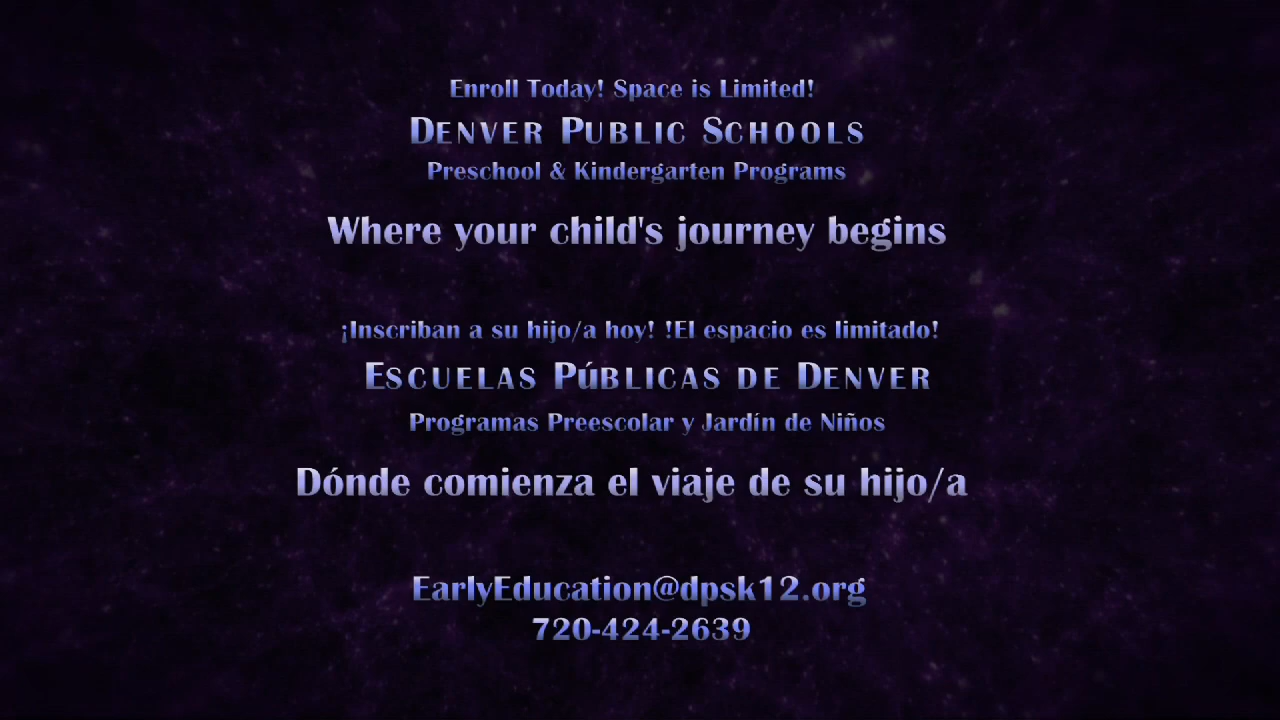 Enroll Today! Space is Limited!
DENVER PUBLIC SCHOOLS
Preschool & Kindergarten Programs
Where your child's journey begins
¡Inscriban a su hijo/a hoy! !El espacio es limitado!
ESCUELAS PúBLICAS DE DENVER
Programas Preescolar y Jardín de Niños
Dónde comienza el viaje de su hijo/a
EarlyEducation@dpsk12.org
720-424-2639